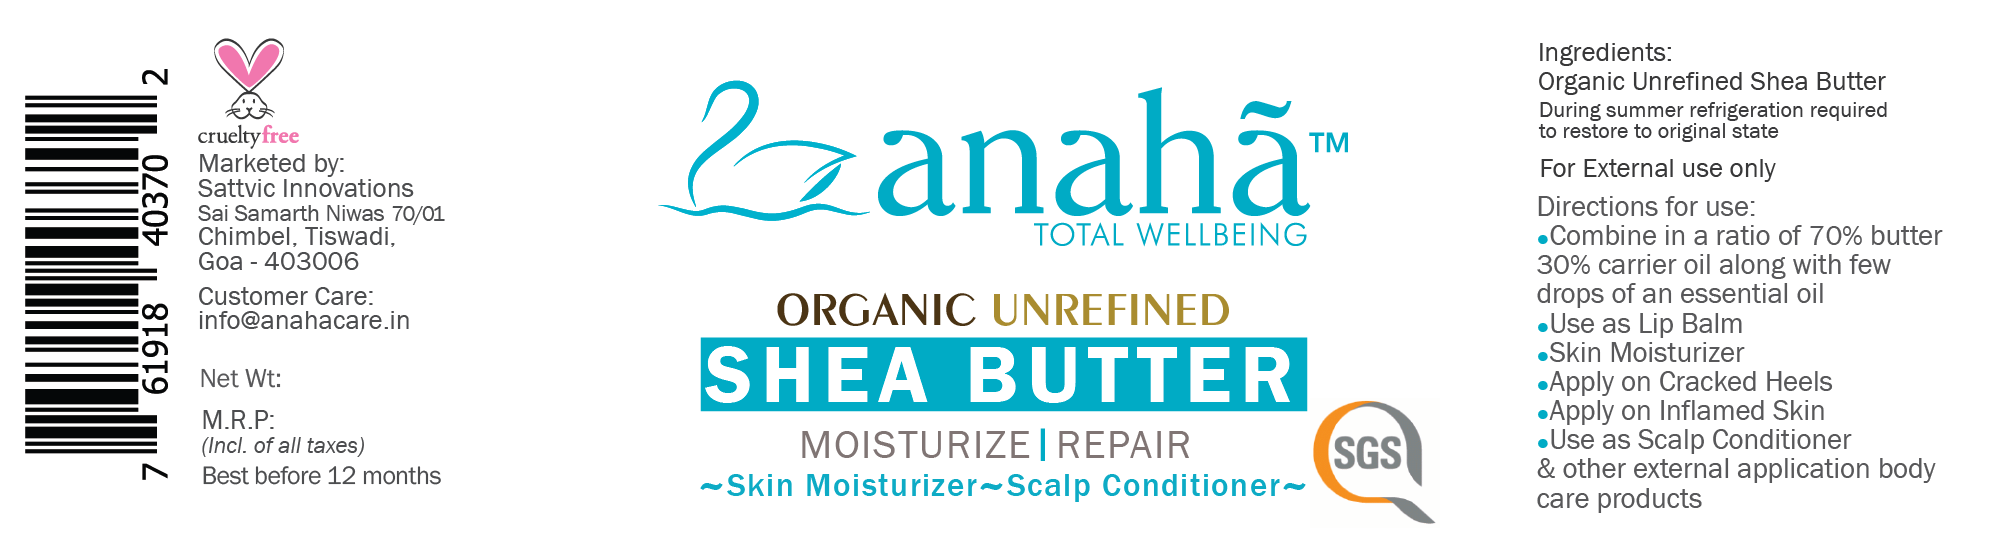 7 61918 40370 2
crueltyfree
Marketed by:
Sattvic Innovations
Sai Samarth Niwas 70/01
Chimbel, Tiswadi,
Goa - 403006
Customer Care:
info@anahacare.in
Net Wt:
M.R.P:
(Incl. of all taxes)
Best before 12 months
anahã™
TOTAL WELLBEING
ORGANIC UNREFINED
SHEA BUTTER
MOISTURIZE|REPAIR
~Skin Moisturizer~Scalp Conditioner~
SGS
Ingredients:
Organic Unrefined Shea Butter
During summer refrigeration required
to restore to original state
For External use only
Directions for use:
•Combine in a ratio of 70% butter
30% carrier oil along with few
drops of an essential oil
•Use as Lip Balm
•Skin Moisturizer
•Apply on Cracked Heels
•Apply on Inflamed Skin
•Use as Scalp Conditioner
& other external application body
care products